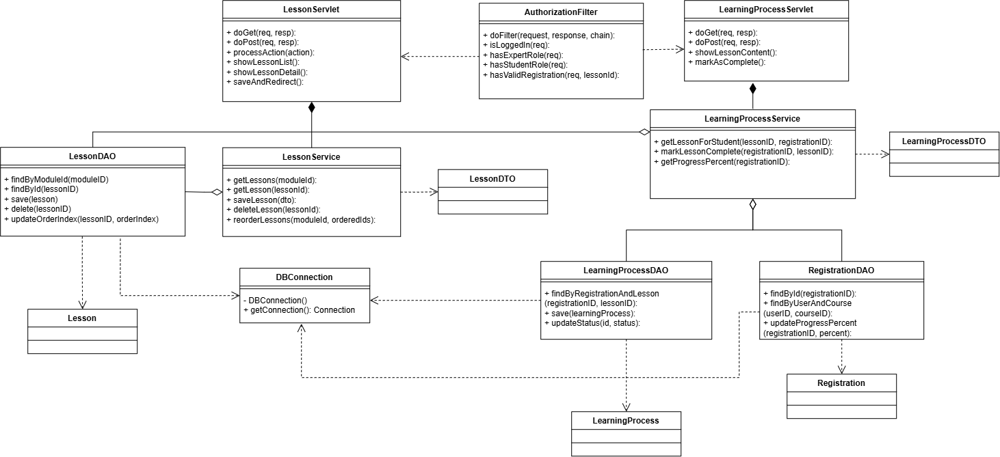 LessonServlet
+ doGet(req, resp):
+ doPost(req, resp):
+ processAction(action):
+ showLessonList():
+ showLessonDetail():
+ saveAndRedirect():
AuthorizationFilter
+ doFilter(request, response, chain):
+ isLoggedIn(req):
+ hasExpertRole(req):
+ hasStudentRole(req):
+ hasValidRegistration(req, lessonId):
LearningProcessServlet
+ doGet(req, resp):
+ doPost(req, resp):
+ showLessonContent():
+ markAsComplete():
LessonDAO
+ findByModuleId(moduleID)
+ findById(lessonID)
+ save(lesson)
+ delete(lessonID)
+ updateOrderIndex(lessonID, orderIndex)
LessonService
+ getLessons(moduleId):
+ getLesson(lessonId):
+ saveLesson(dto):
+ deleteLesson(lessonId):
+ reorderLessons(moduleId, orderedIds):
LessonDTO
LearningProcessService
+ getLessonForStudent(lessonID, registrationID):
+ markLessonComplete(registrationID, lessonID):
+ getProgressPercent(registrationID):
LearningProcessDTO
DBConnection
- DBConnection()
+ getConnection(): Connection
LearningProcessDAO
+ findByRegistrationAndLesson
(registrationID, lessonID):
+ save(learningProcess):
+ updateStatus(id, status):
RegistrationDAO
+ findById(registrationID):
+ findByUserAndCourse
(userID, courseID):
+ updateProgressPercent
(registrationID, percent):
Lesson
Registration
LearningProcess